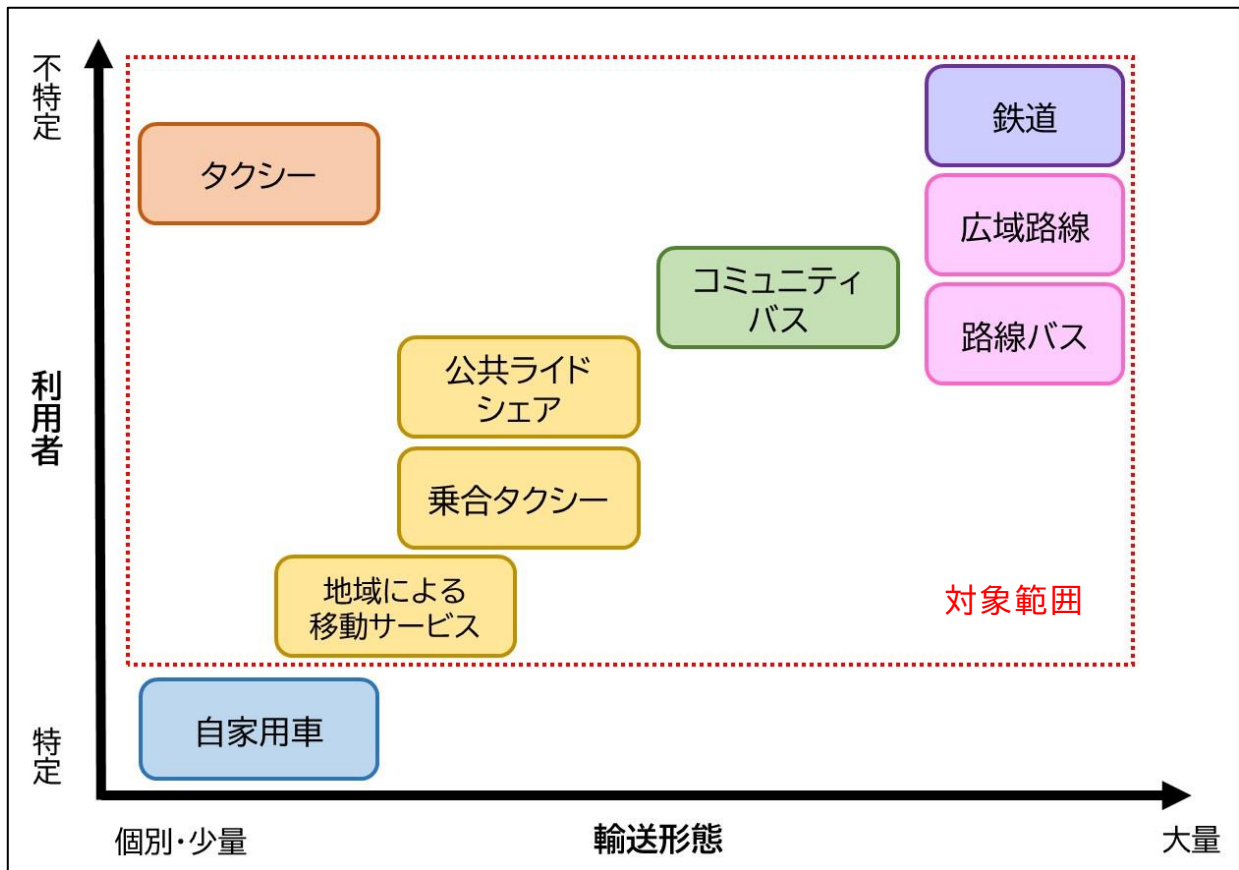 不特定
鉄道
タクシー
広域路線
コミュニティ
バス
路線バス
公共ライド
シェア
利用者
乗合タクシー
地域による
移動サービス
対象範囲
自家用車
特定
個別・少量
輸送形態
大量